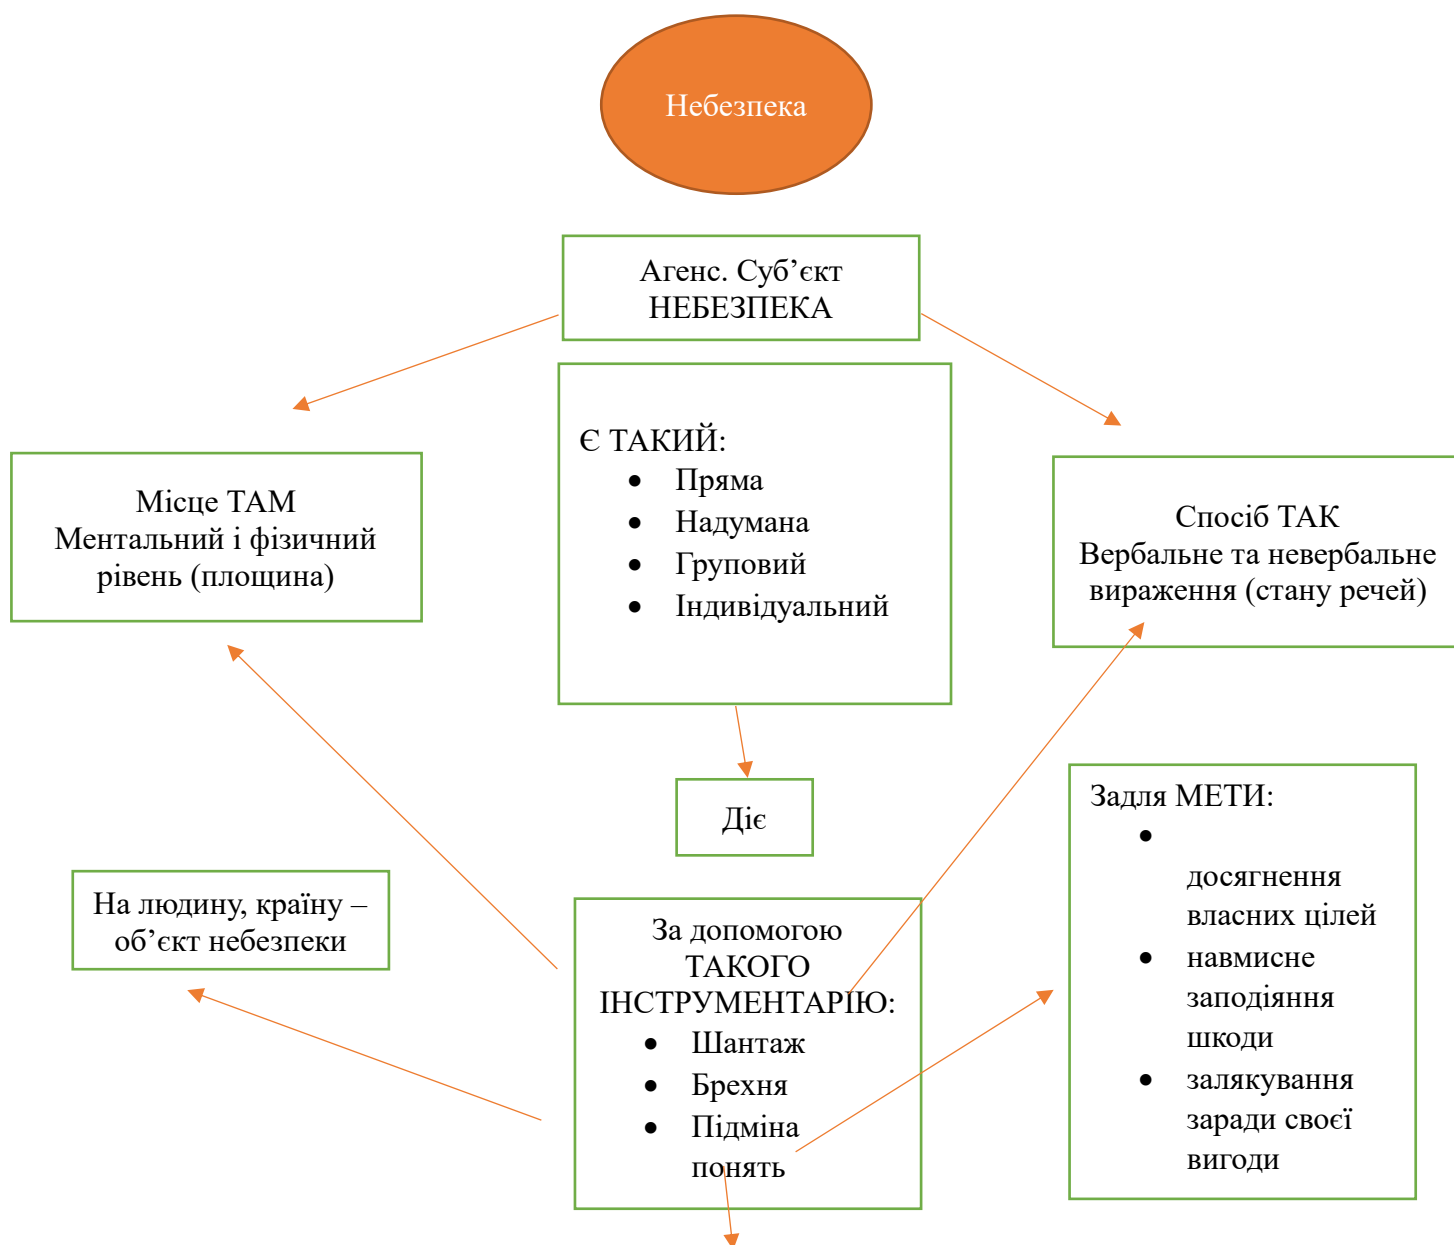 Небезпека
Агенс. Суб’єкт
НЕБЕЗПЕКА
Є ТАКИЙ:
• Пряма
• Надумана
• Груповий
• Індивідуальний
Місце ТАМ
Ментальний і фізичний
рівень (площина)
Спосіб ТАК
Вербальне та невербальне
вираження (стану речей)
Діє
На людину, країну –
об’єкт небезпеки
За допомогою
ТАКОГО
ІНСТРУМЕНТАРІЮ:
• Шантаж
• Брехня
• Підміна
понять
Задля МЕТИ:
•
досягнення
власних цілей
• навмисне
заподіяння
шкоди
• залякування
заради своєї
вигоди